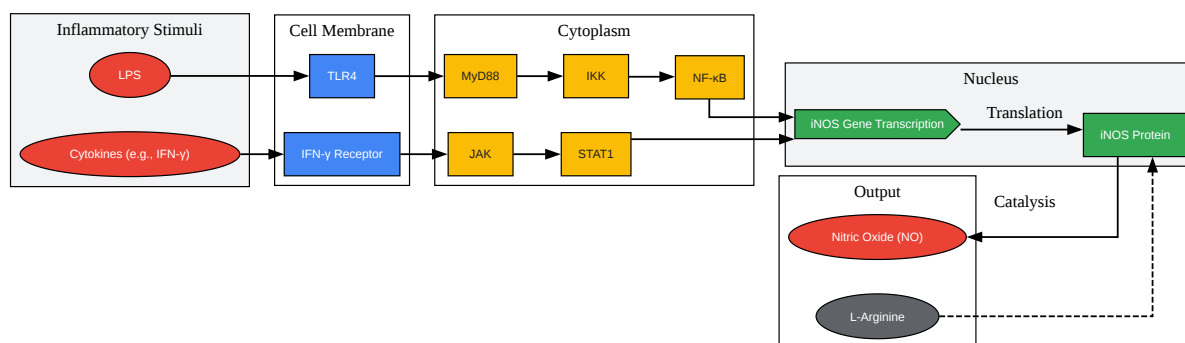 Inflammatory Stimuli
LPS
Cytokines (e.g., IFN-γ)
Cell Membrane
TLR4
IFN-γ Receptor
Cytoplasm
MyD88
IKK
NF-κB
JAK
STAT1
Nucleus
iNOS Gene Transcription
Translation
iNOS Protein
Output
Catalysis
Nitric Oxide (NO)
L-Arginine